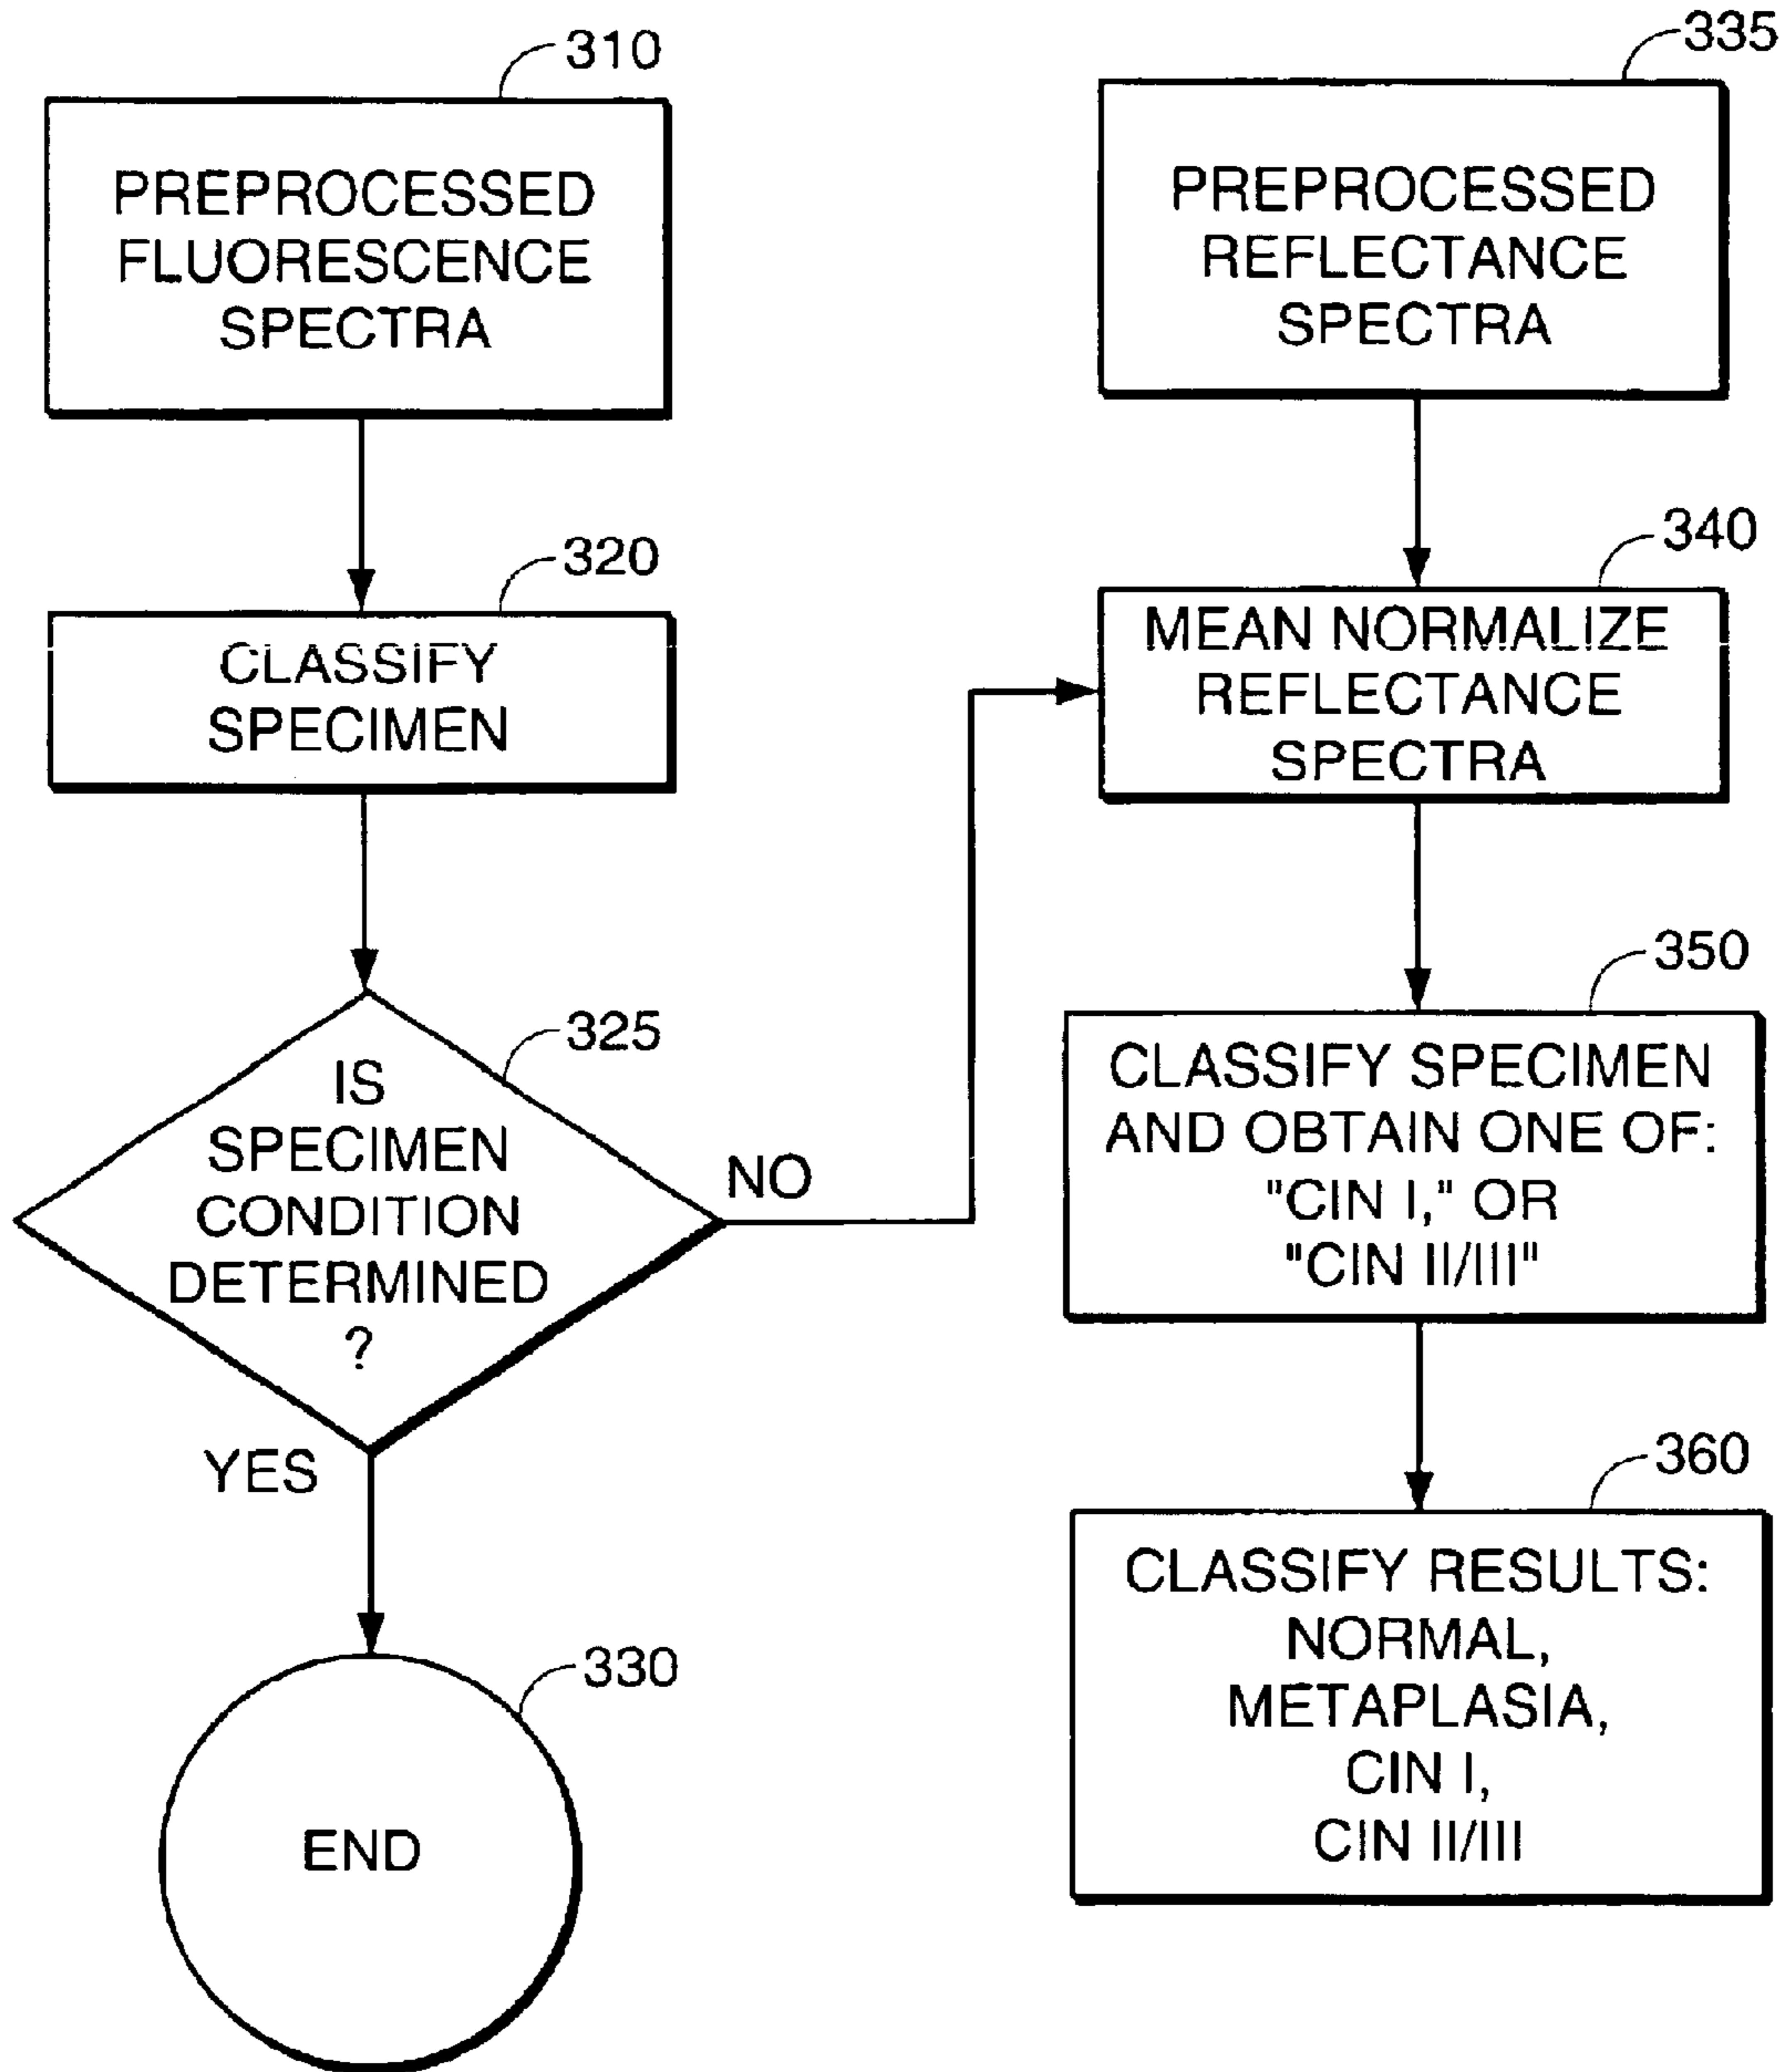 310
PREPROCESSED
FLUORESCENCE
SPECTRA
320
CLASSIFY
SPECIMEN
325
IS
SPECIMEN
CONDITION
DETERMINED
?
NO
YES
330
END
335
PREPROCESSED
REFLECTANCE
SPECTRA
340
MEAN NORMALIZE
REFLECTANCE
SPECTRA
350
CLASSIFY SPECIMEN
AND OBTAIN ONE OF:
"CIN I," OR
"CIN II/III"
360
CLASSIFY RESULTS:
NORMAL,
METAPLASIA,
CIN I,
CIN II/III